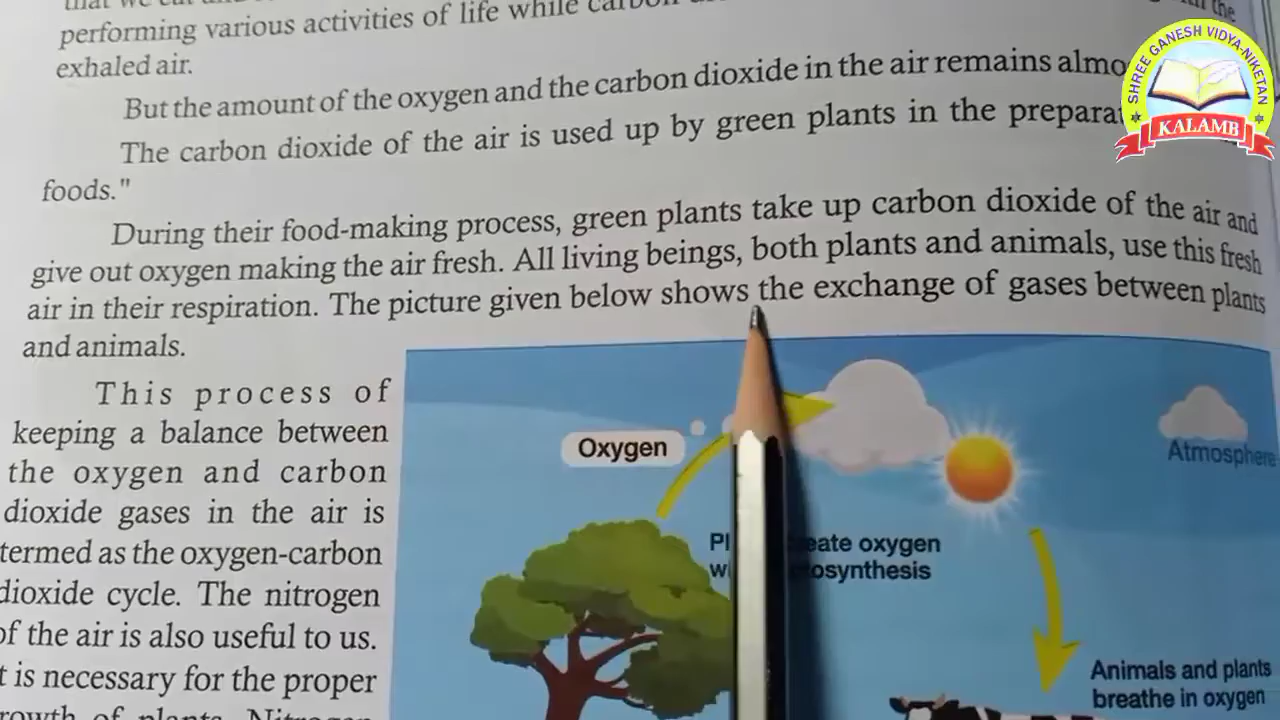 that we
performing various activities of life while carbon
exhaled air.
But the amount of the oxygen and the carbon dioxide in the air remains
The carbon dioxide of the air is used up by green plants in the
foods."
During their food-making process, green plants take up carbon dioxide of the air and
give out oxygen making the air fresh. All living beings, both plants and animals, use this fresh
air in their respiration. The picture given below shows the exchange of gases between plants
and animals.
This process of
keeping a balance between
the oxygen and carbon
dioxide gases in the air is
termed as the oxygen-carbon
dioxide cycle. The nitrogen
of the air is also useful to us.
is necessary for the proper
of plants. Nitrogen
Oxygen
Atmosphere
oxygen
Animals and plants
breathe in oxygen
SHREE GANESH VIDYA-NIKETAN
KALAMB